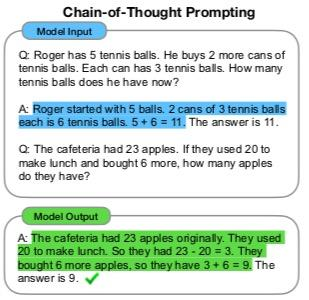 Chain-of-Thought Prompting
Model Input
Q: Roger has 5 tennis balls. He buys 2 more cans of
tennis balls. Each can has 3 tennis balls. How many
tennis balls does he have now?
A: Roger started with 5 balls. 2 cans of 3 tennis balls
each is 6 tennis balls. 5 + 6 = 11. The answer is 11.
Q: The cafeteria had 23 apples. If they used 20 to
make lunch and bought 6 more, how many apples
do they have?
Model Output
A: The cafeteria had 23 apples originally. They used
20 to make lunch. So they had 23 - 20 = 3. They
bought 6 more apples, so they have 3 + 6 = 9. The
answer is 9.